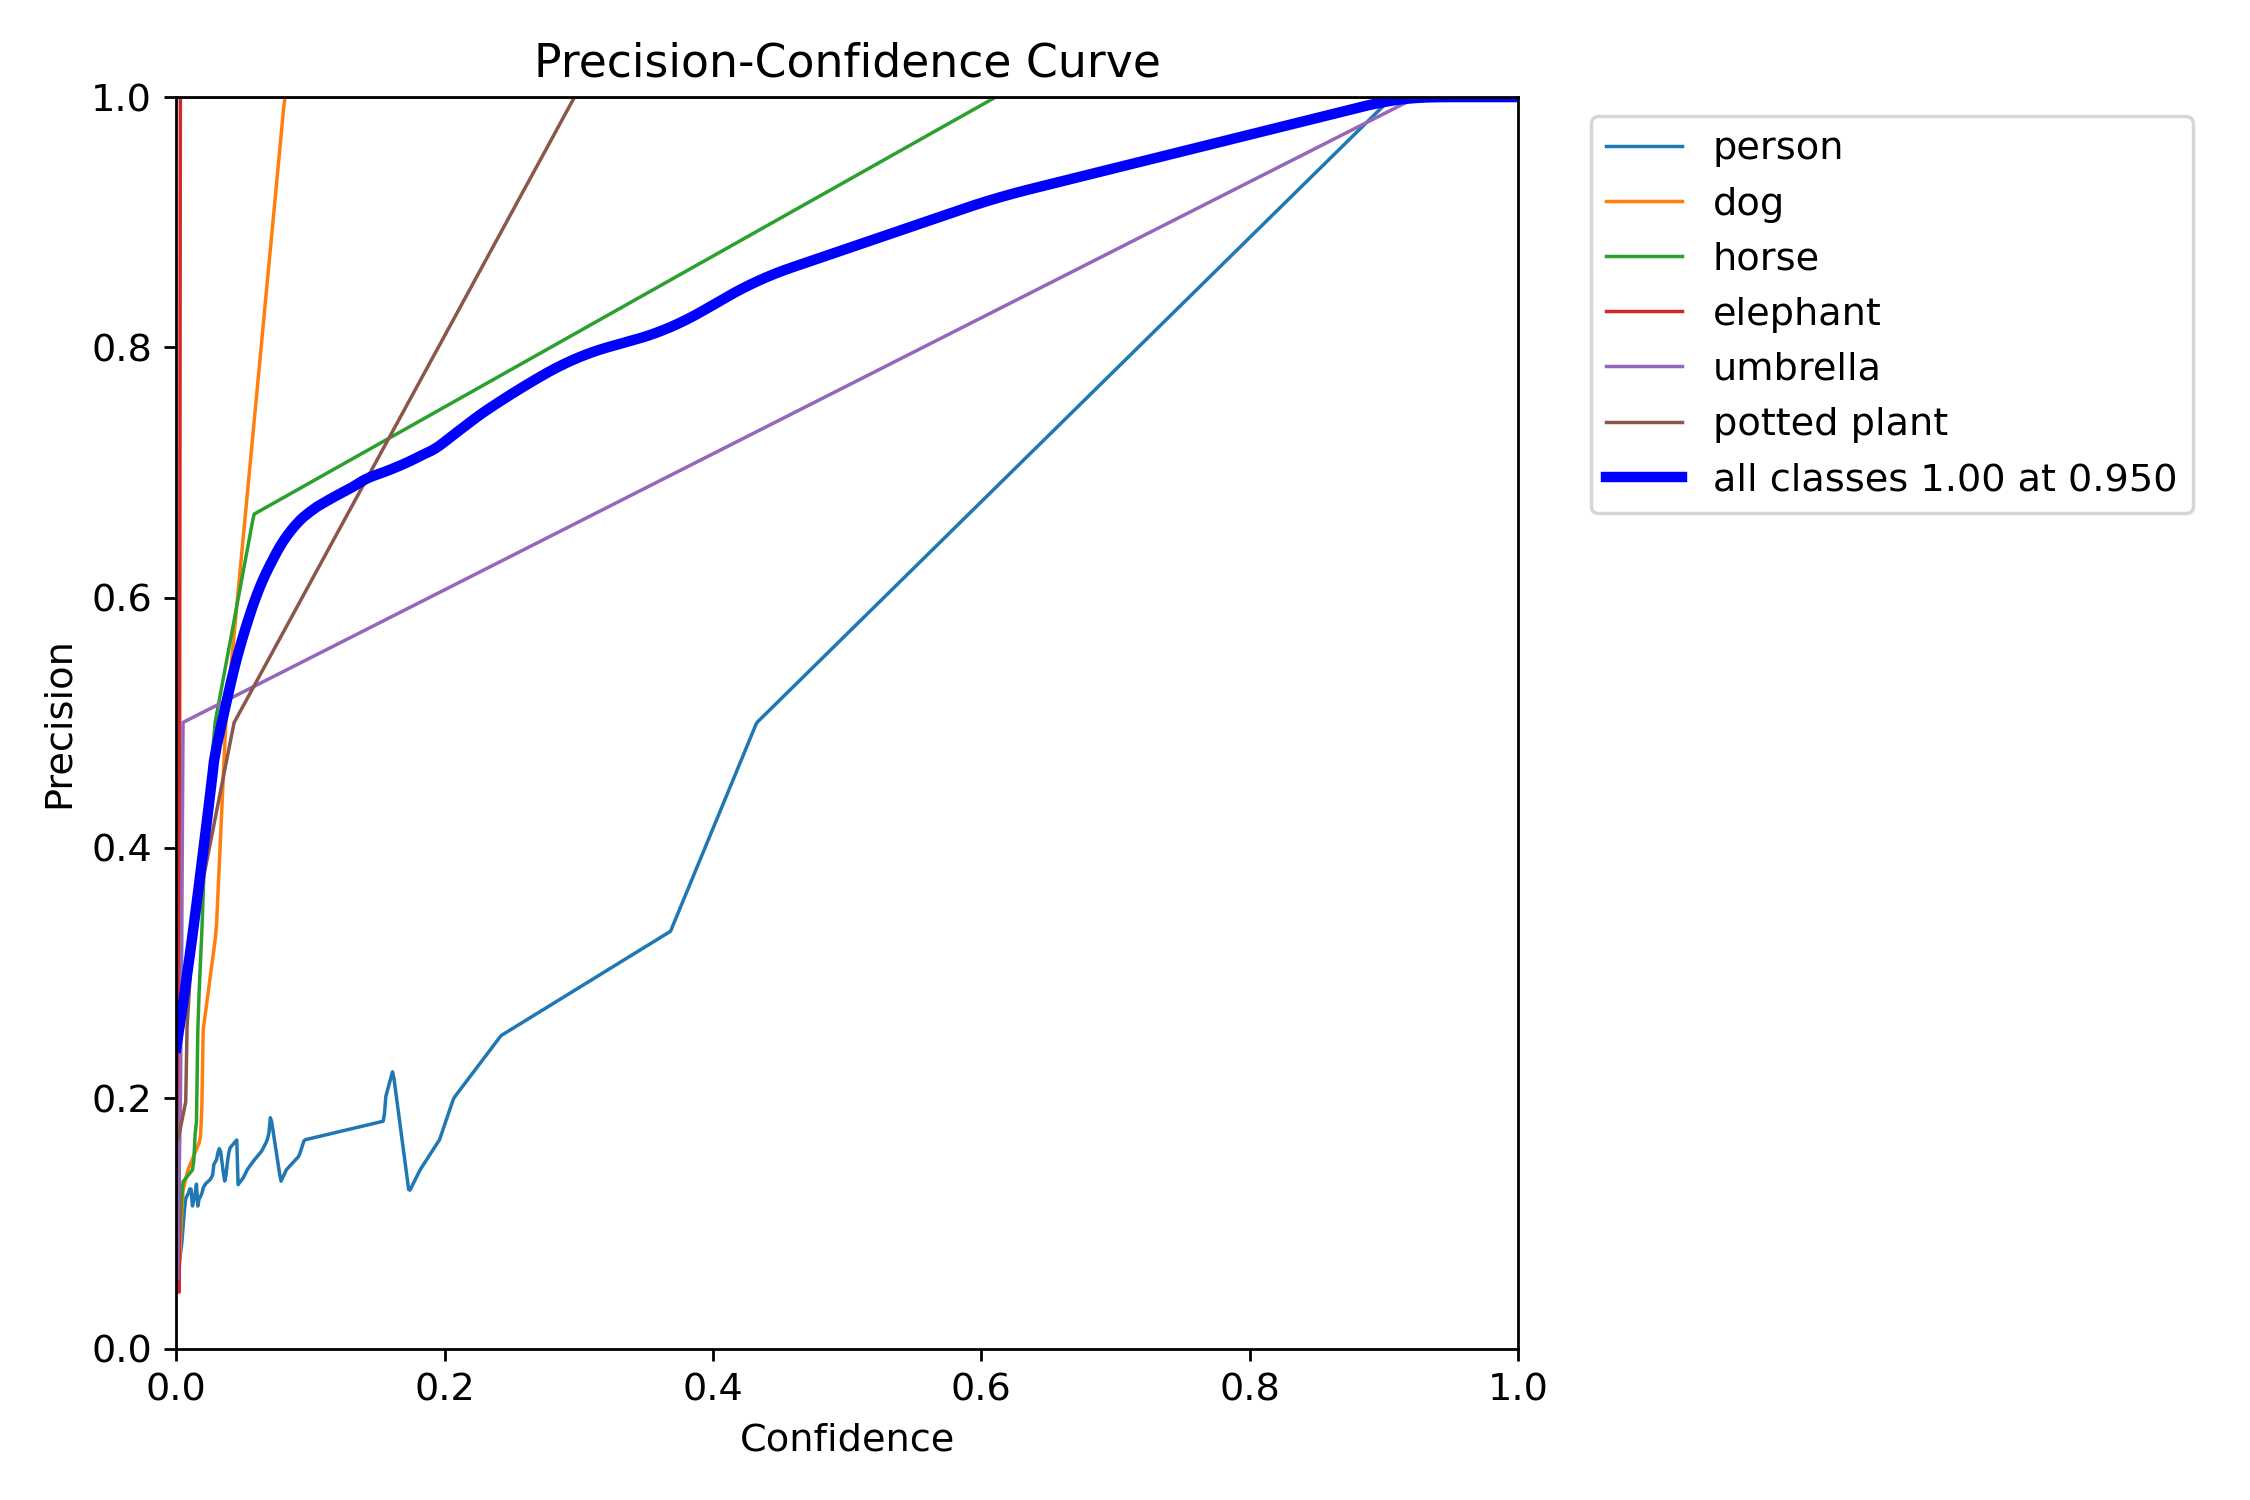 Precision-Confidence Curve
1.0
0.8
0.6
0.4
0.2
0.0
Precision
0.0 0.2 0.4 0.6 0.8 1.0
Confidence
person
dog
horse
elephant
umbrella
potted plant
all classes 1.00 at 0.950